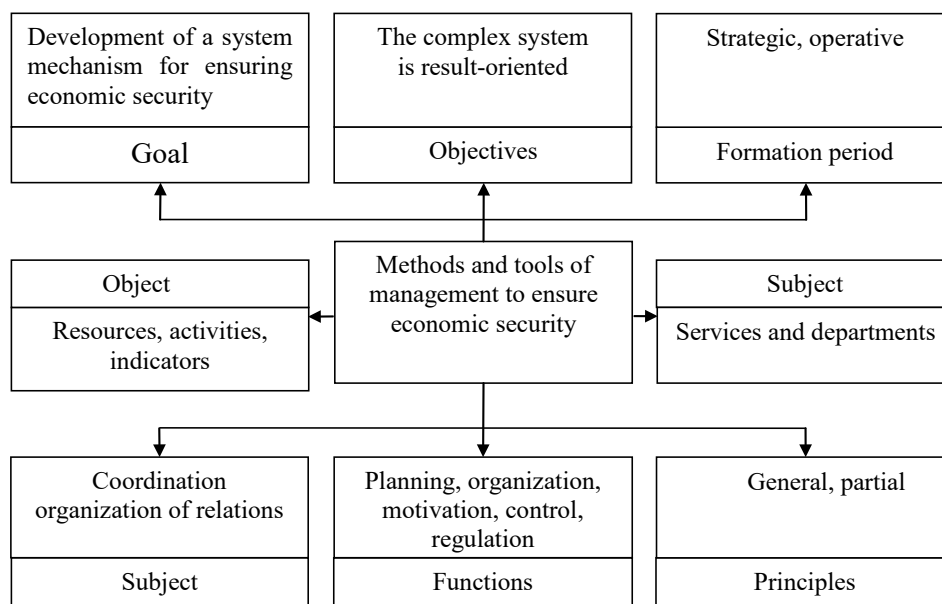 Development of a system
mechanism for ensuring
economic security
Goal
The complex system
is result-oriented
Objectives
Strategic, operative
Formation period
Object
Resources, activities,
indicators
Methods and tools of
management to ensure
economic security
Subject
Services and departments
Coordination
organization of relations
Subject
Planning, organization,
motivation, control,
regulation
Functions
General, partial
Principles